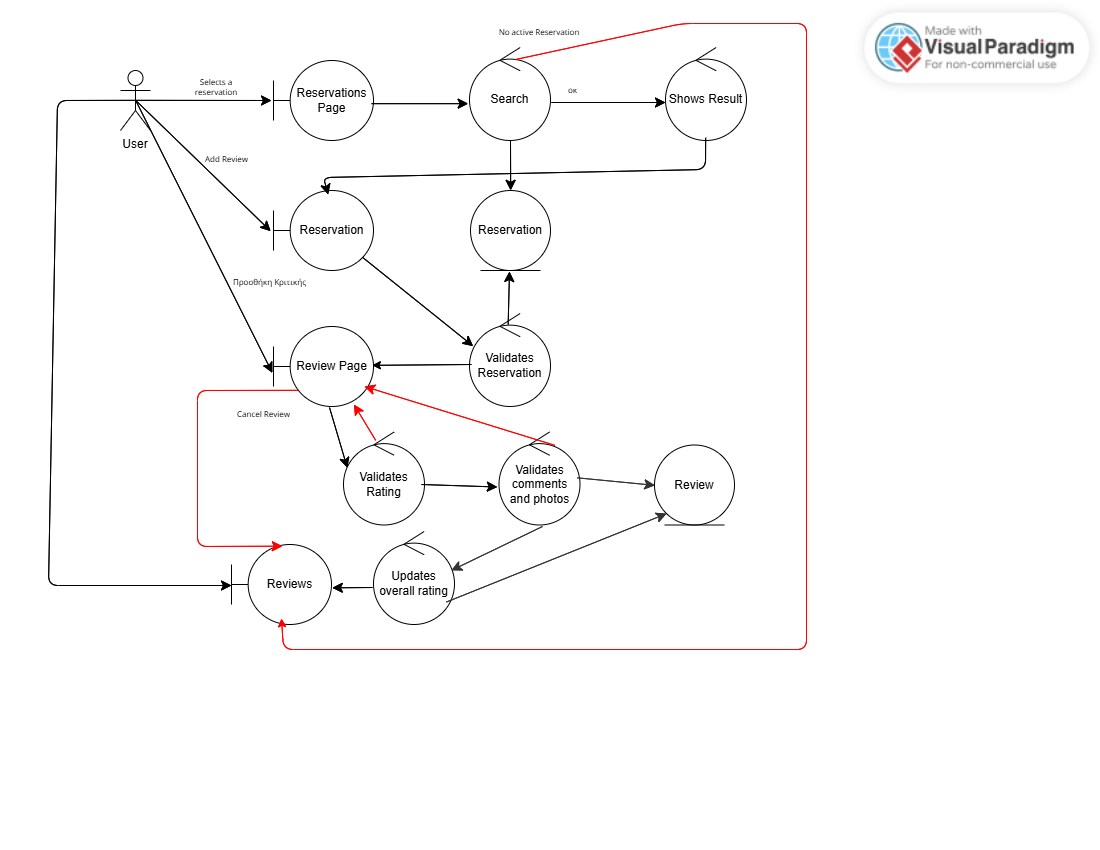 No active Reservation
Made with
Visual Paradigm
For non-commercial use
Selects a
reservation
Reservations
Page
Search
OK
Shows Result
User
Add Review
Reservation
Reservation
Προσθήκη Κριτικής
Review Page
Validates
Reservation
Cancel Review
Validates
Rating
Validates
comments
and photos
Review
Reviews
Updates
overall rating